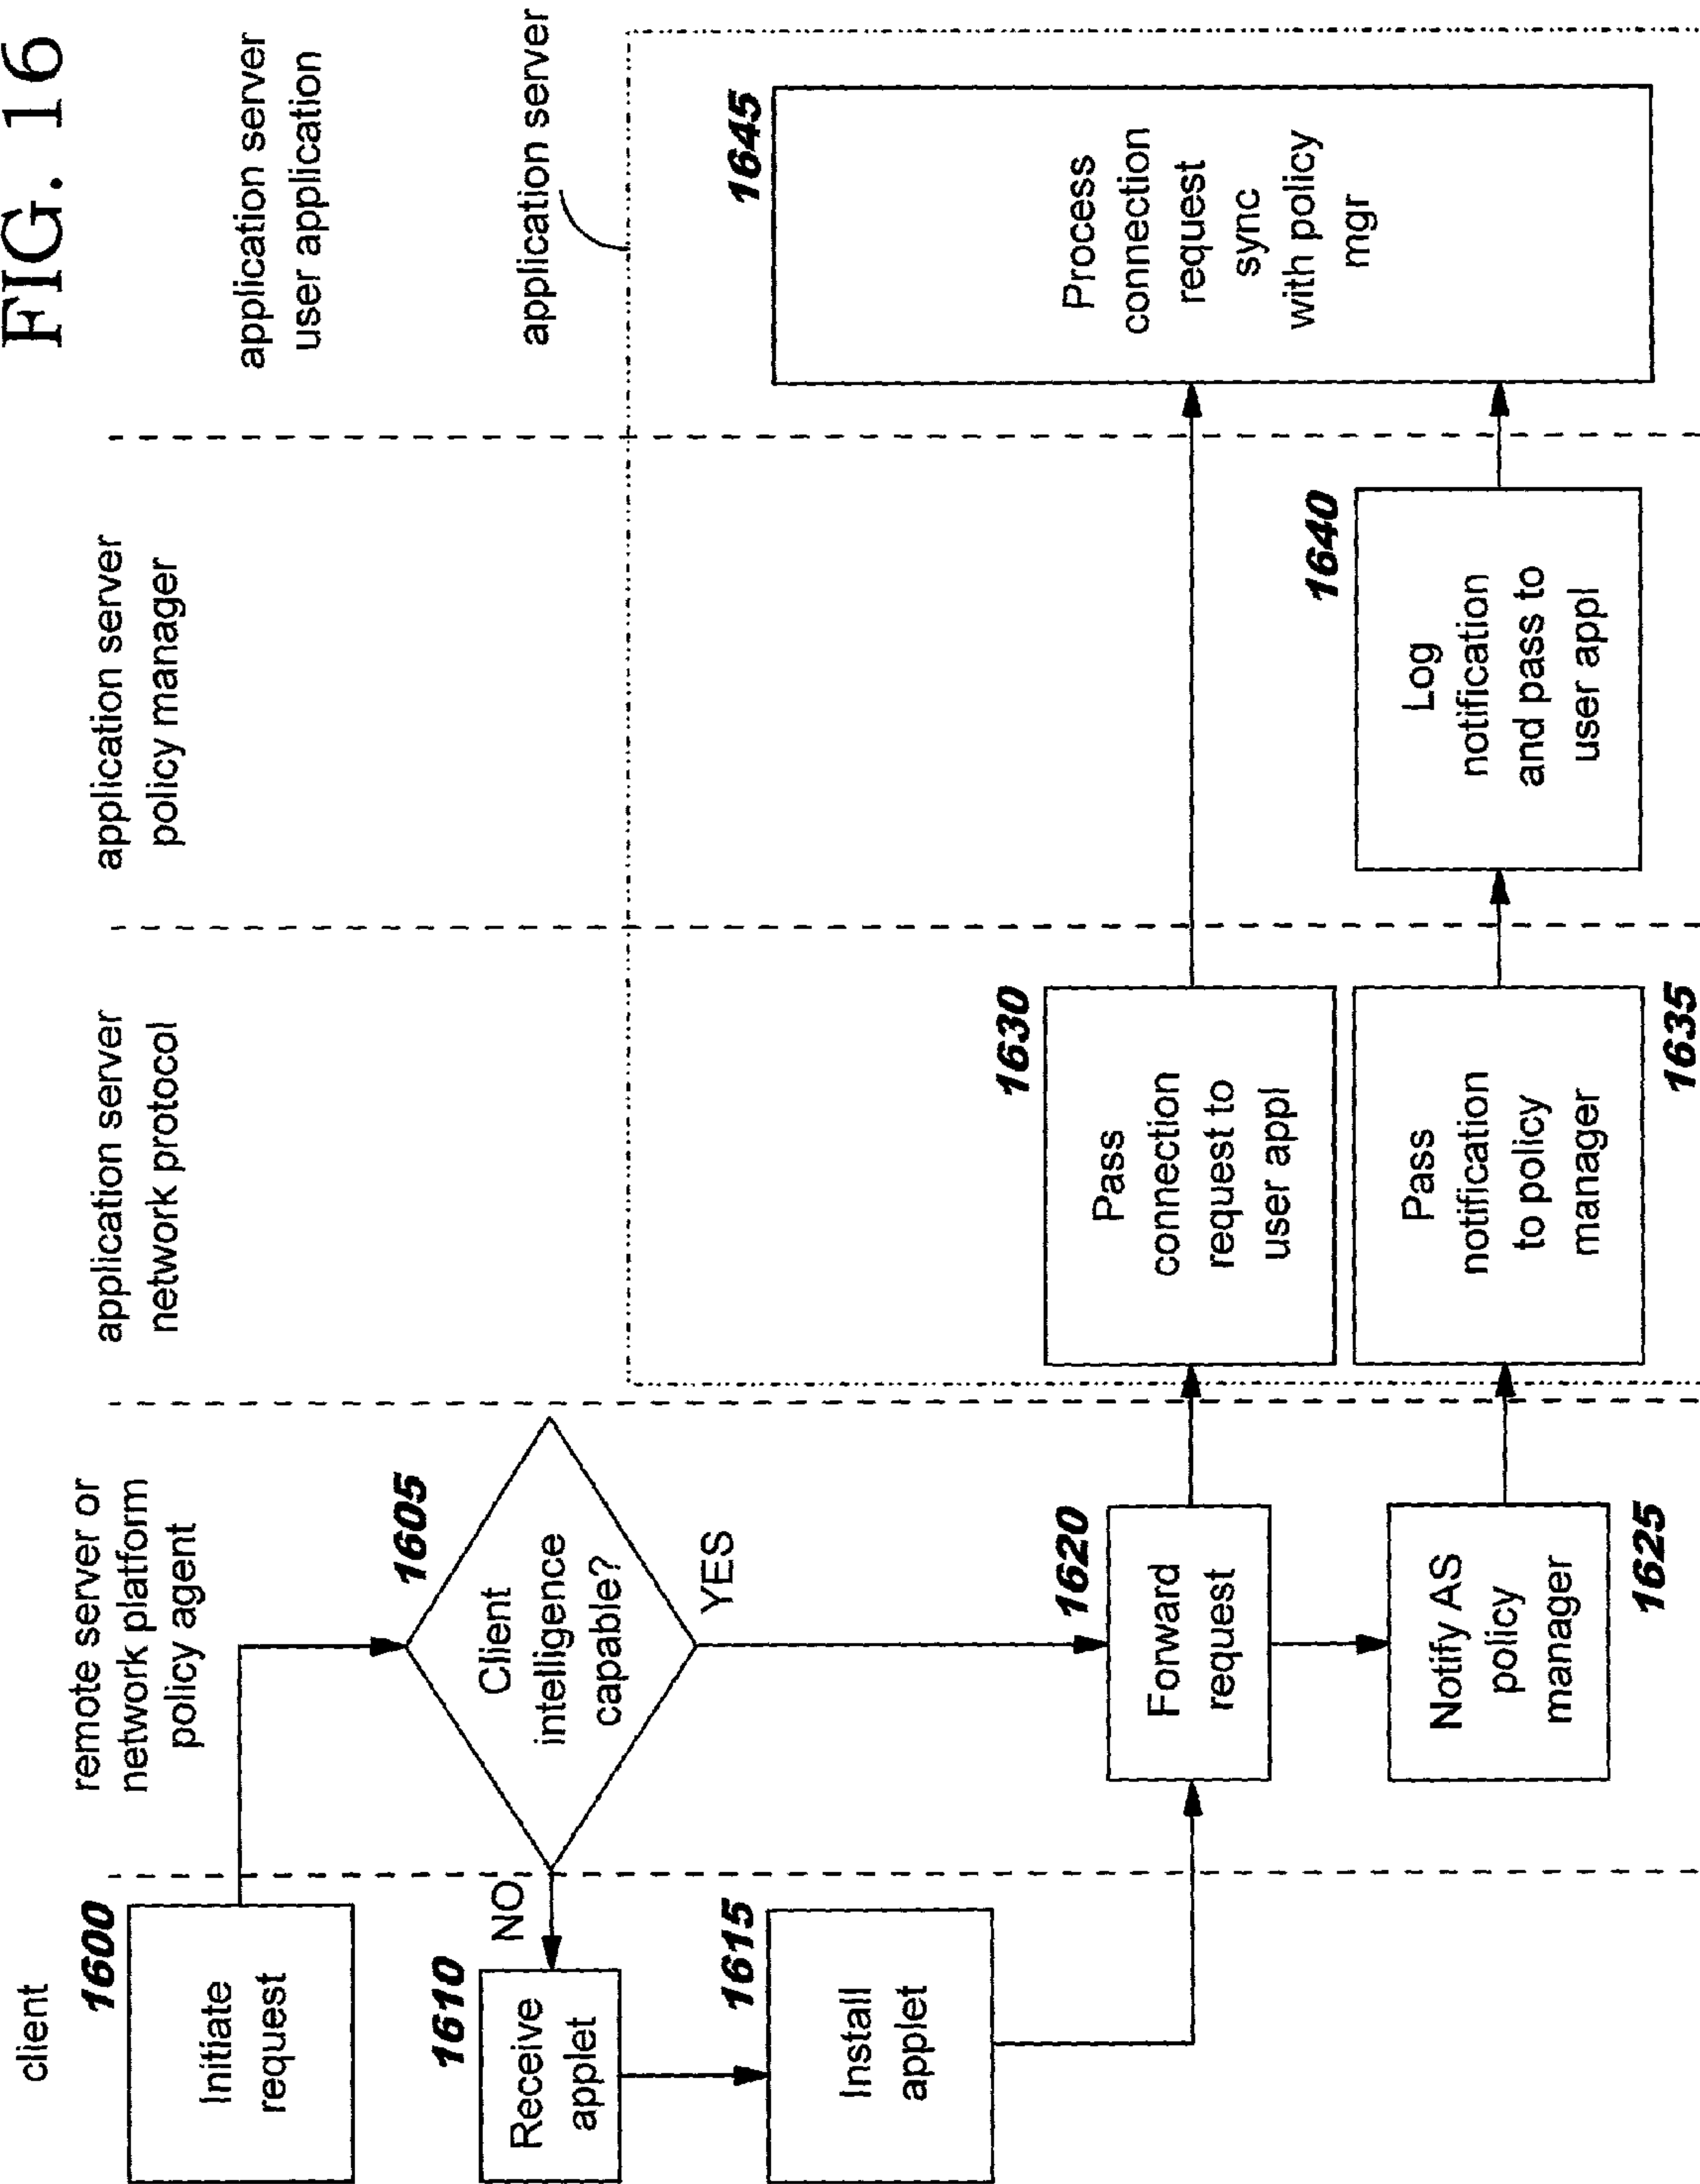 FIG. 16
client
remote server or
network platform
policy agent
application server
network protocol
application server
policy manager
application server
user application
application server
1600
Initiate
request
1605
Client
intelligence
capable?
NO
YES
1610
Receive
applet
1615
Install
applet
1620
Forward
request
1625
Notify AS
policy
manager
1630
Pass
connection
request to
user appl
1635
Pass
notification
to policy
manager
1640
Log
notification
and pass to
user appl
1645
Process
connection
request
sync
with policy
mgr